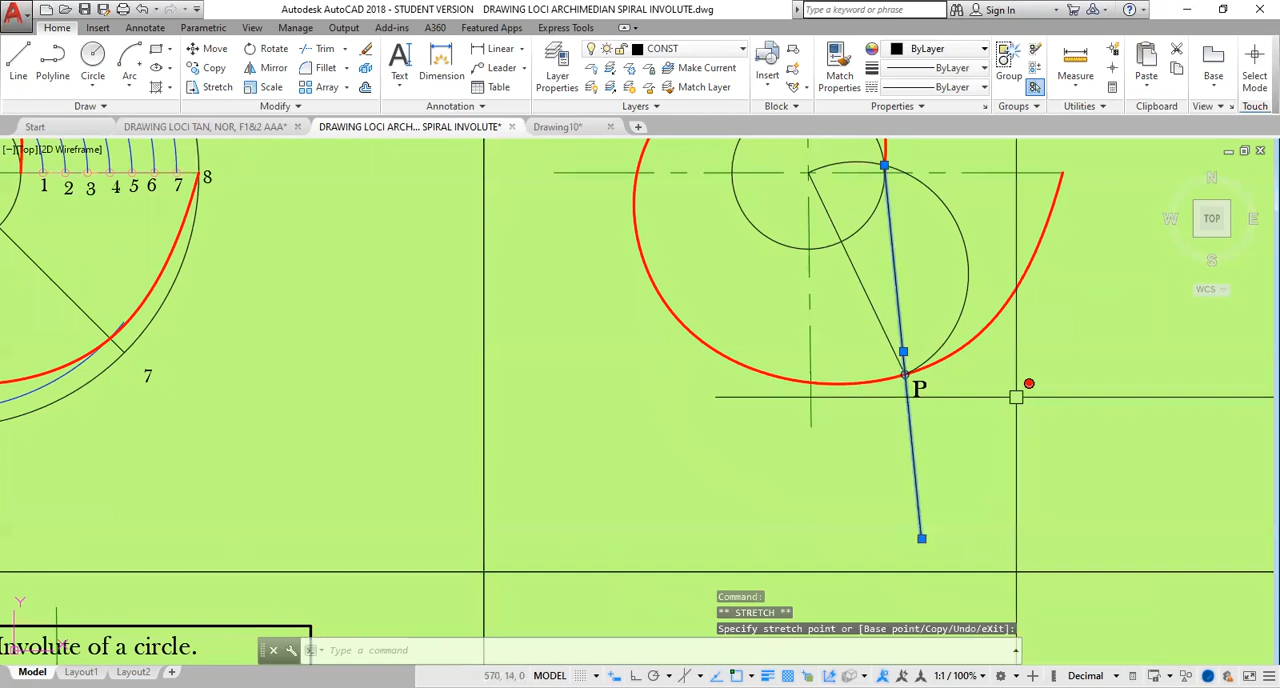 Autodesk AutoCAD 2018 - STUDENT VERSION DRAWING LOCI ARCHIMEDIAN SPIRAL INVOLUTE.dwg
Type a keyword or phrase
Sign In
Home Insert Annotate Parametric View Manage Output Add-ins A360 Featured Apps Express Tools
Line Polyline Circle Arc
Move Rotate Trim
Copy Mirror Fillet
Stretch Scale Array
Text Dimension
Linear
Leader
Table
Layer Properties
CONST
Make Current
Match Layer
Insert
Match Properties
ByLayer
ByLayer
ByLayer
Group
Measure
Paste
Base
Select Mode
Draw Modify Annotation Layers Block Properties Groups Utilities Clipboard View Touch
Start DRAWING LOCI TAN, NOR, F1&2 AAA* DRAWING LOCI ARCH... SPIRAL INVOLUTE* Drawing10*
[−][Top][2D Wireframe]
1 2 3 4 5 6 7 8
7
P
N
W TOP E
S
WCS
Y
X
Involute of a circle.
Command:
** STRETCH **
Specify stretch point or [Base point/Copy/Undo/eXit]:
Type a command
Model Layout1 Layout2
570, 14, 0 MODEL 1:1 / 100% Decimal